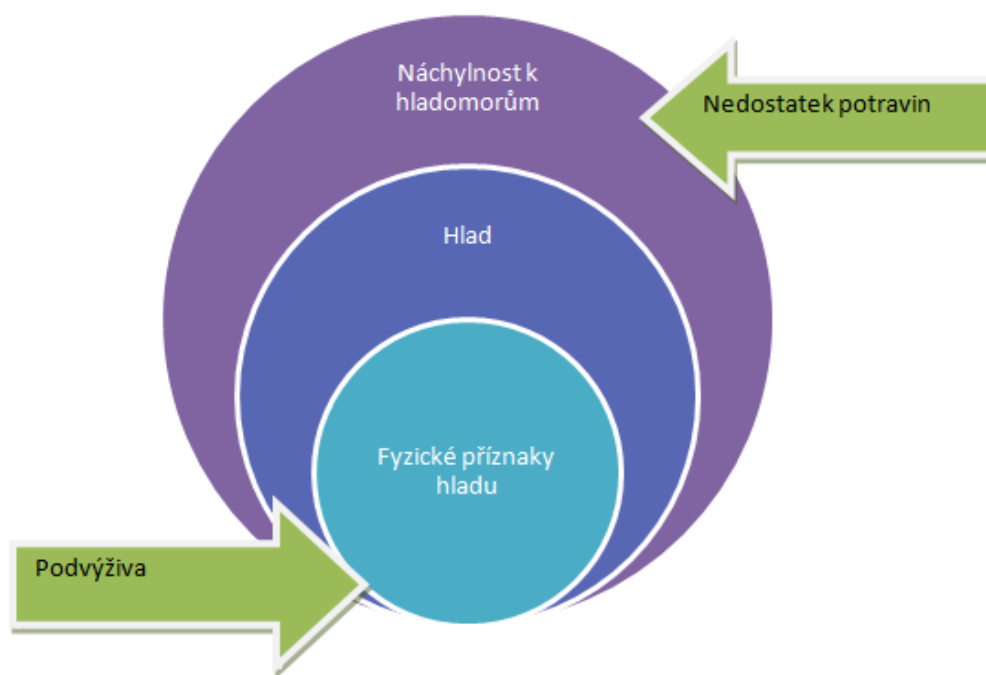 Náchylnost k
hladomorům
Nedostatek potravin
Hlad
Fyzické příznaky
hladu
Podvýživa